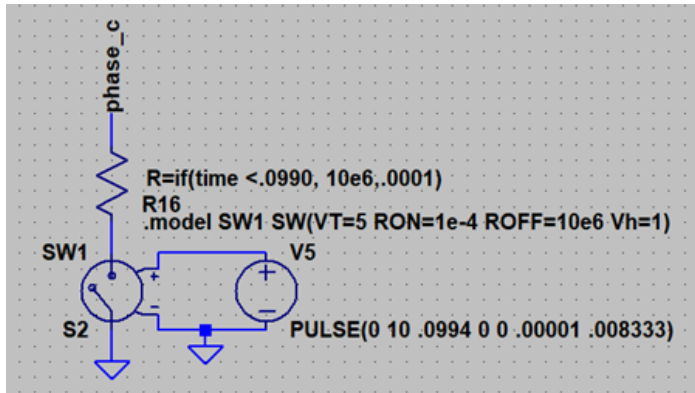 phase_c
R=if(time <.0990, 10e6,.0001)
R16
.model SW1 SW(VT=5 RON=1e-4 ROFF=10e6 Vh=1)
SW1
V5
+
+
-
-
S2
PULSE(0 10 .0994 0 0 .00001 .008333)